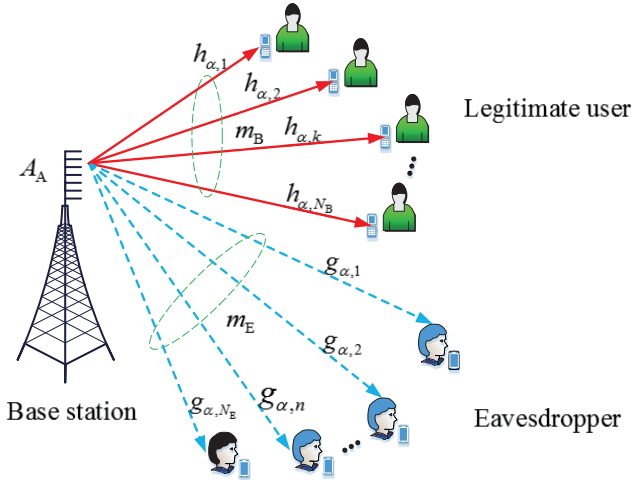 h_{α,1}
h_{α,2}
m_B h_{α,k}
Legitimate user
A_A
h_{α,N_B}
g_{α,1}
m_E
g_{α,2}
Base station
g_{α,N_E} g_{α,n}
Eavesdropper